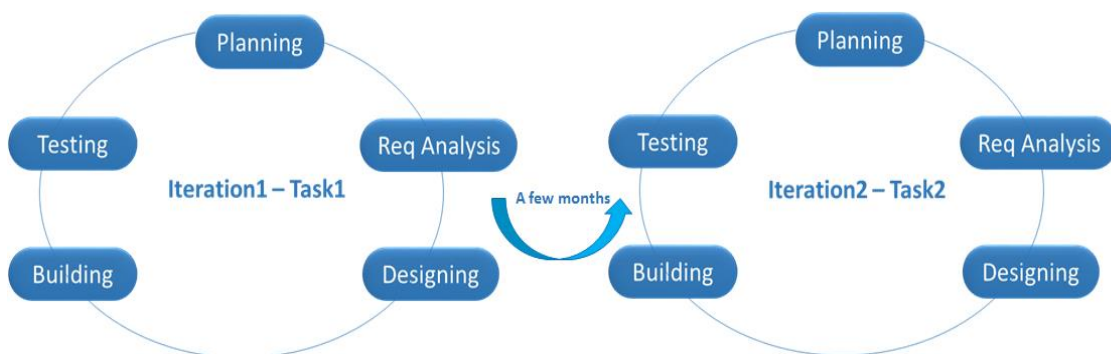 Planning
Testing
Req Analysis
Iteration1 – Task1
Building
Designing
A few months
Planning
Testing
Req Analysis
Iteration2 – Task2
Building
Designing